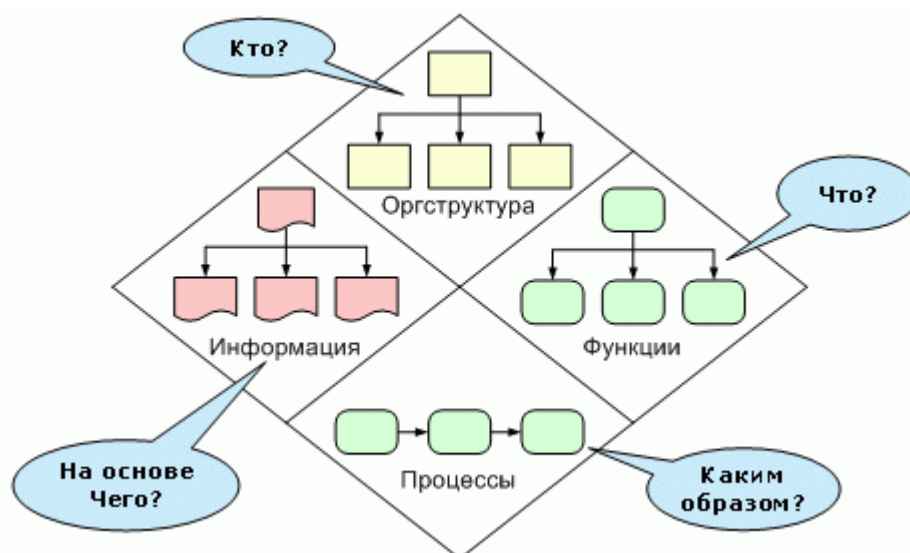 Кто?
Оргструктура
Что?
Информация
Функции
На основе
Чего?
Процессы
Каким
образом?